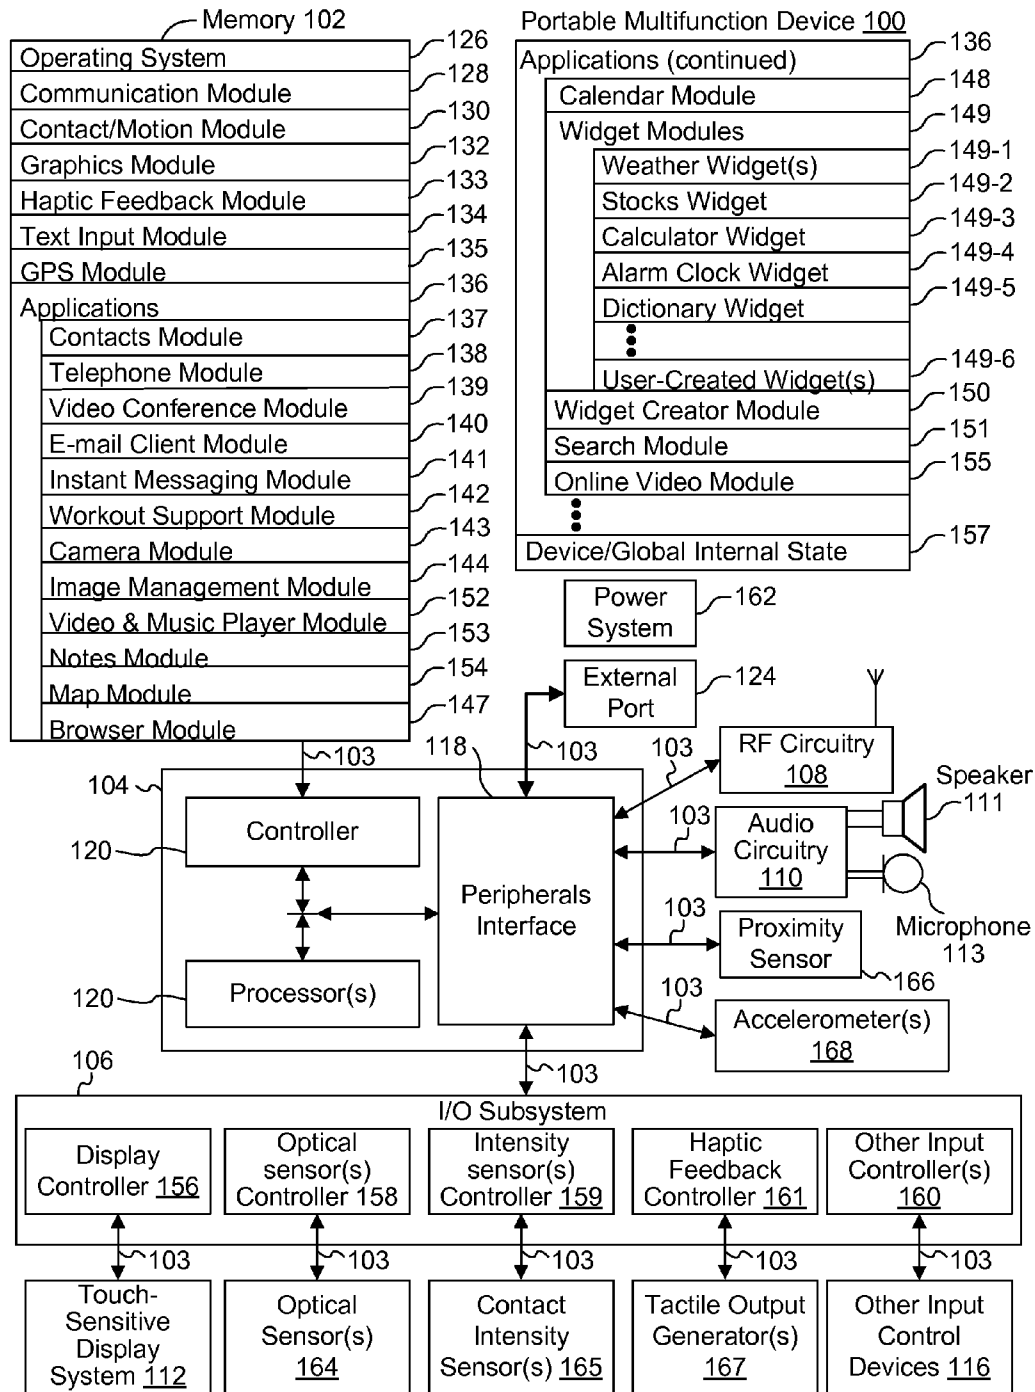 Memory 102
Operating System
126
Communication Module
128
Contact/Motion Module
130
Graphics Module
132
Haptic Feedback Module
133
Text Input Module
134
GPS Module
135
Applications
136
Contacts Module
137
Telephone Module
138
Video Conference Module
139
E-mail Client Module
140
Instant Messaging Module
141
Workout Support Module
142
Camera Module
143
Image Management Module
144
Video & Music Player Module
152
Notes Module
153
Map Module
154
Browser Module
147
Portable Multifunction Device 100
Applications (continued)
136
Calendar Module
148
Widget Modules
149
Weather Widget(s)
149-1
Stocks Widget
149-2
Calculator Widget
149-3
Alarm Clock Widget
149-4
Dictionary Widget
149-5
User-Created Widget(s)
149-6
Widget Creator Module
150
Search Module
151
Online Video Module
155
Device/Global Internal State
157
Power
System
162
External
Port
124
103
103
118
104
Controller
120
Processor(s)
120
Peripherals
Interface
103
RF Circuitry
108
Speaker
111
103
Audio
Circuitry
110
Microphone
113
103
Proximity
Sensor
166
103
Accelerometer(s)
168
103
106
I/O Subsystem
Display
Controller 156
Optical
sensor(s)
Controller 158
Intensity
sensor(s)
Controller 159
Haptic
Feedback
Controller 161
Other Input
Controller(s)
160
103
103
103
103
103
Touch-
Sensitive
Display
System 112
Optical
Sensor(s)
164
Contact
Intensity
Sensor(s) 165
Tactile Output
Generator(s)
167
Other Input
Control
Devices 116